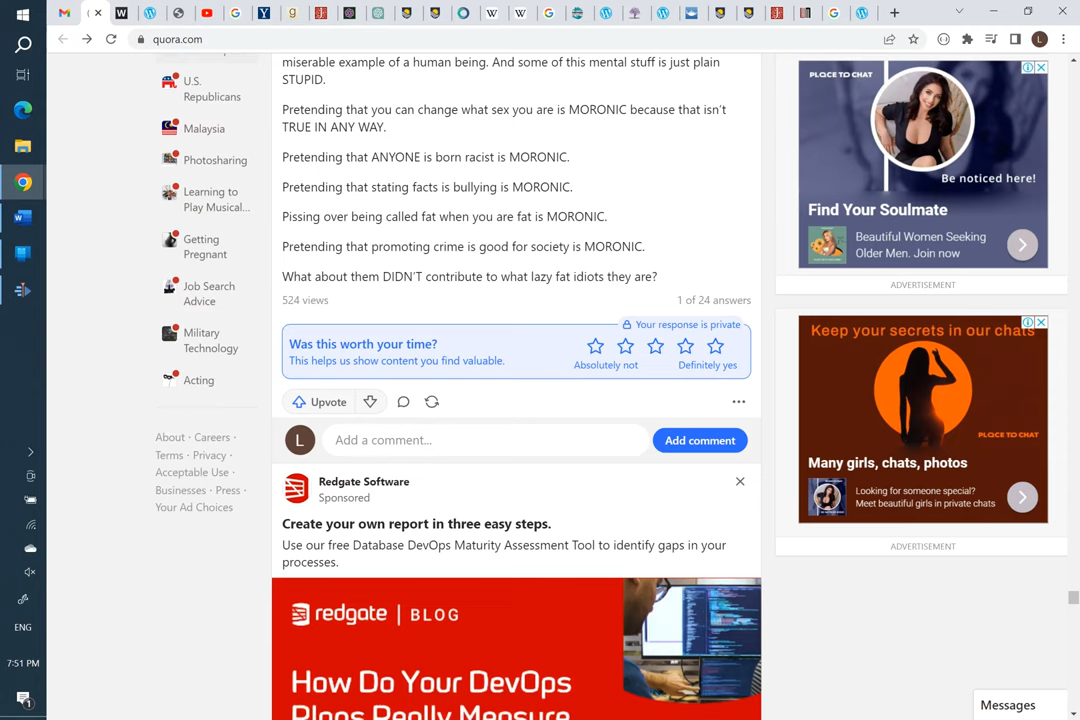 quora.com
U.S.
Republicans
Malaysia
Photosharing
Learning to
Play Musical...
Getting
Pregnant
Job Search
Advice
Military
Technology
Acting
About · Careers ·
Terms · Privacy ·
Acceptable Use ·
Businesses · Press ·
Your Ad Choices
ENG
7:51 PM
1
miserable example of a human being. And some of this mental stuff is just plain
STUPID.
Pretending that you can change what sex you are is MORONIC because that isn't
TRUE IN ANY WAY.
Pretending that ANYONE is born racist is MORONIC.
Pretending that stating facts is bullying is MORONIC.
Pissing over being called fat when you are fat is MORONIC.
Pretending that promoting crime is good for society is MORONIC.
What about them DIDN'T contribute to what lazy fat idiots they are?
524 views
1 of 24 answers
Your response is private
Was this worth your time?
This helps us show content you find valuable.
Absolutely not
Definitely yes
Upvote
L
Add a comment...
Add comment
Redgate Software
Sponsored
Create your own report in three easy steps.
Use our free Database DevOps Maturity Assessment Tool to identify gaps in your
processes.
redgate | BLOG
How Do Your DevOps
Plans Really Measure
PLACE TO CHAT
Be noticed here!
Find Your Soulmate
Beautiful Women Seeking
Older Men. Join now
ADVERTISEMENT
Keep your secrets in our chats
PLACE TO CHAT
Many girls, chats, photos
Looking for someone special?
Meet beautiful girls in private chats
ADVERTISEMENT
Messages